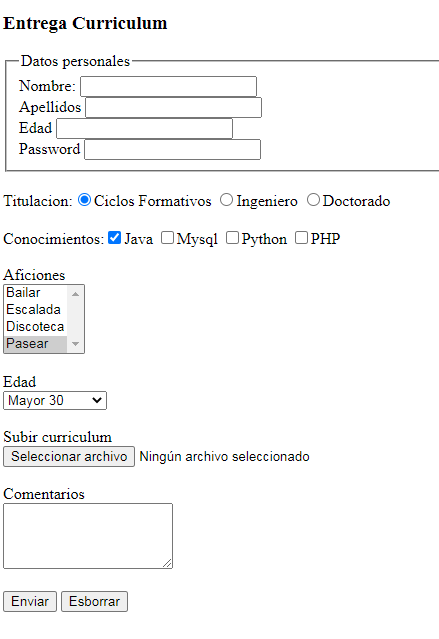 Entrega Curriculum
Datos personales
Nombre:
Apellidos
Edad
Password
Titulacion: Ciclos Formativos Ingeniero Doctorado
Conocimientos: Java Mysql Python PHP
Aficiones
Bailar
Escalada
Discoteca
Pasear
Edad
Mayor 30
Subir curriculum
Seleccionar archivo Ningún archivo seleccionado
Comentarios
Enviar Esborrar